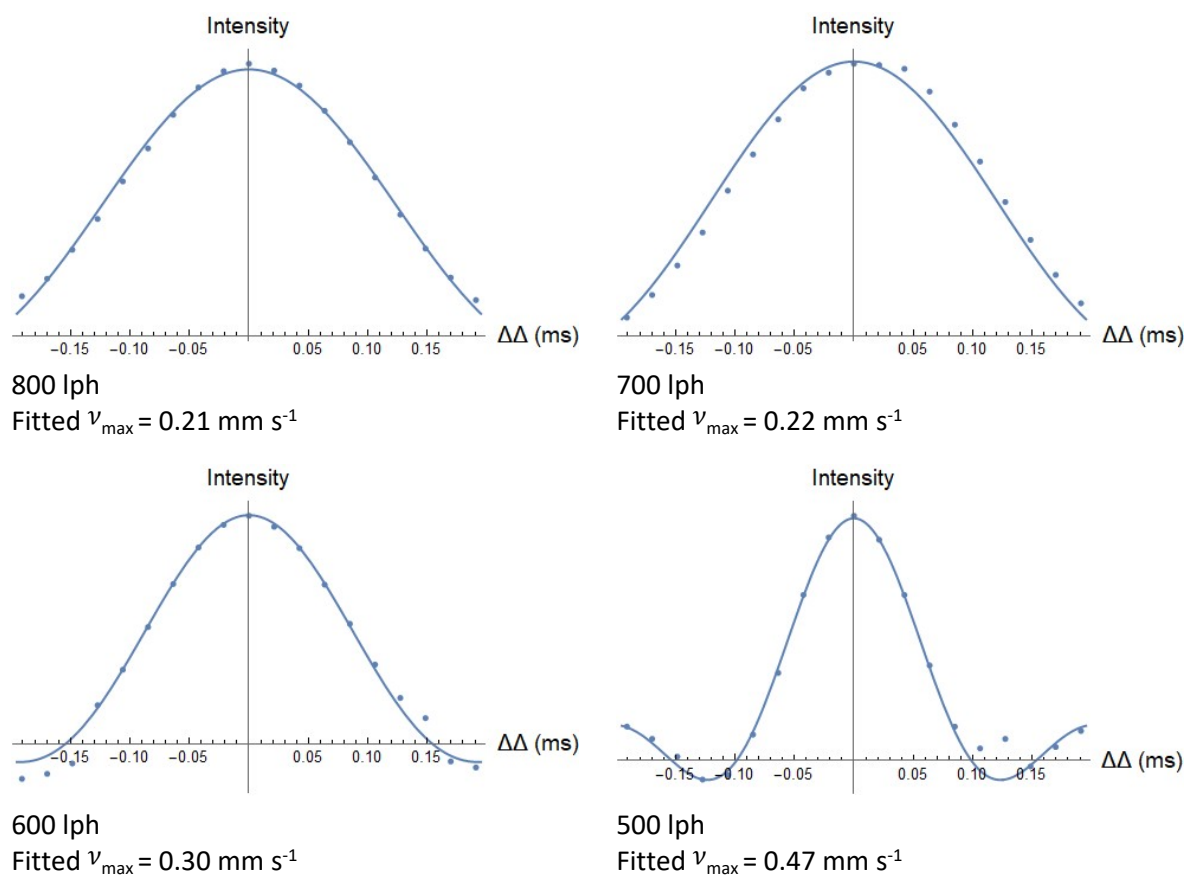 Intensity
ΔΔ (ms)
−0.15 −0.10 −0.05 0.05 0.10 0.15
800 lph
Fitted νmax = 0.21 mm s-1
Intensity
ΔΔ (ms)
−0.15 −0.10 −0.05 0.05 0.10 0.15
700 lph
Fitted νmax = 0.22 mm s-1
Intensity
ΔΔ (ms)
−0.15 −0.10 −0.05 0.05 0.10 0.15
600 lph
Fitted νmax = 0.30 mm s-1
Intensity
ΔΔ (ms)
−0.15 −0.10 −0.05 0.05 0.10 0.15
500 lph
Fitted νmax = 0.47 mm s-1